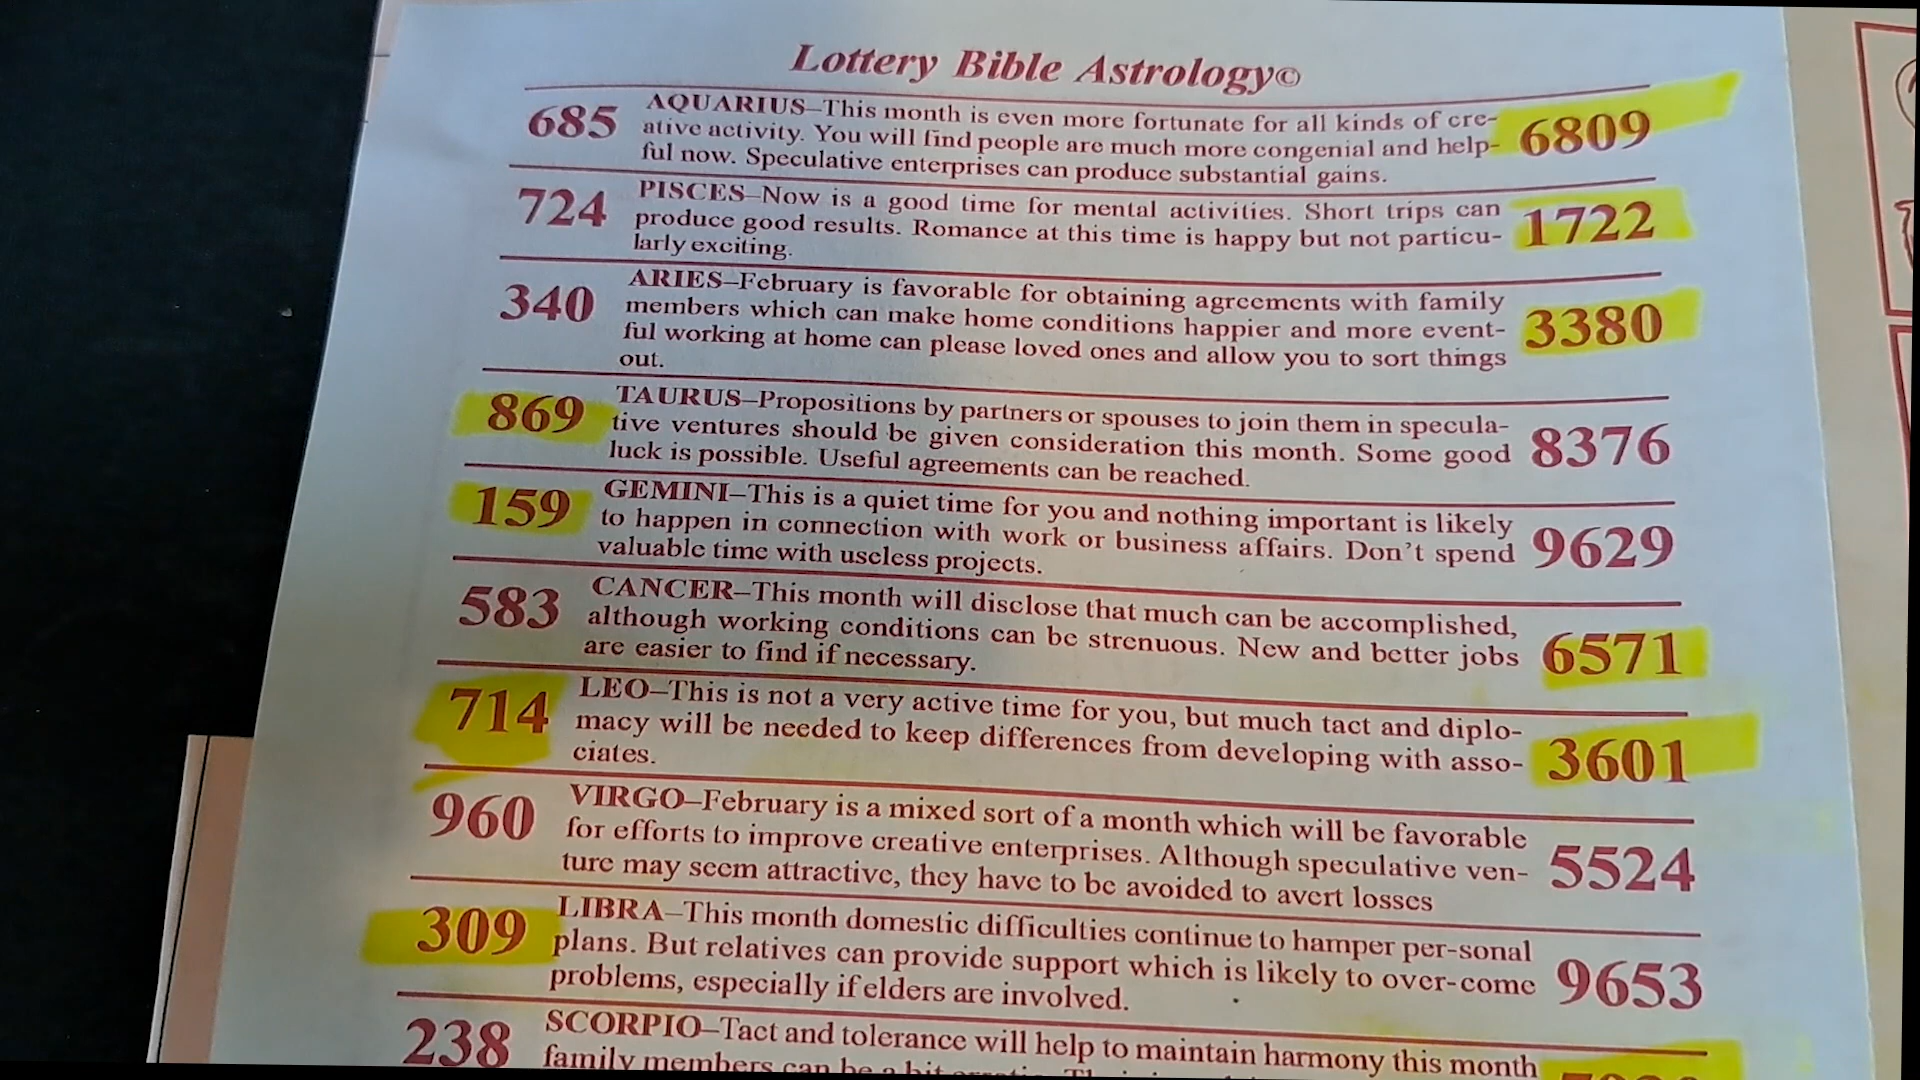 Lottery Bible Astrology©
685 AQUARIUS–This month is even more fortunate for all kinds of cre- 6809
ative activity. You will find people are much more congenial and help-
ful now. Speculative enterprises can produce substantial gains.
724 PISCES–Now is a good time for mental activities. Short trips can 1722
produce good results. Romance at this time is happy but not particu-
larly exciting.
340 ARIES–February is favorable for obtaining agreements with family 3380
members which can make home conditions happier and more event-
ful working at home can please loved ones and allow you to sort things
out.
869 TAURUS–Propositions by partners or spouses to join them in specula- 8376
tive ventures should be given consideration this month. Some good
luck is possible. Useful agreements can be reached.
159 GEMINI–This is a quiet time for you and nothing important is likely 9629
to happen in connection with work or business affairs. Don't spend
valuable time with useless projects.
583 CANCER–This month will disclose that much can be accomplished, 6571
although working conditions can be strenuous. New and better jobs
are easier to find if necessary.
714 LEO–This is not a very active time for you, but much tact and diplo- 3601
macy will be needed to keep differences from developing with asso-
ciates.
960 VIRGO–February is a mixed sort of a month which will be favorable 5524
for efforts to improve creative enterprises. Although speculative ven-
ture may seem attractive, they have to be avoided to avert losses
309 LIBRA–This month domestic difficulties continue to hamper per-sonal 9653
plans. But relatives can provide support which is likely to over-come
problems, especially if elders are involved.
238 SCORPIO–Tact and tolerance will help to maintain harmony this month
family members can be a bit